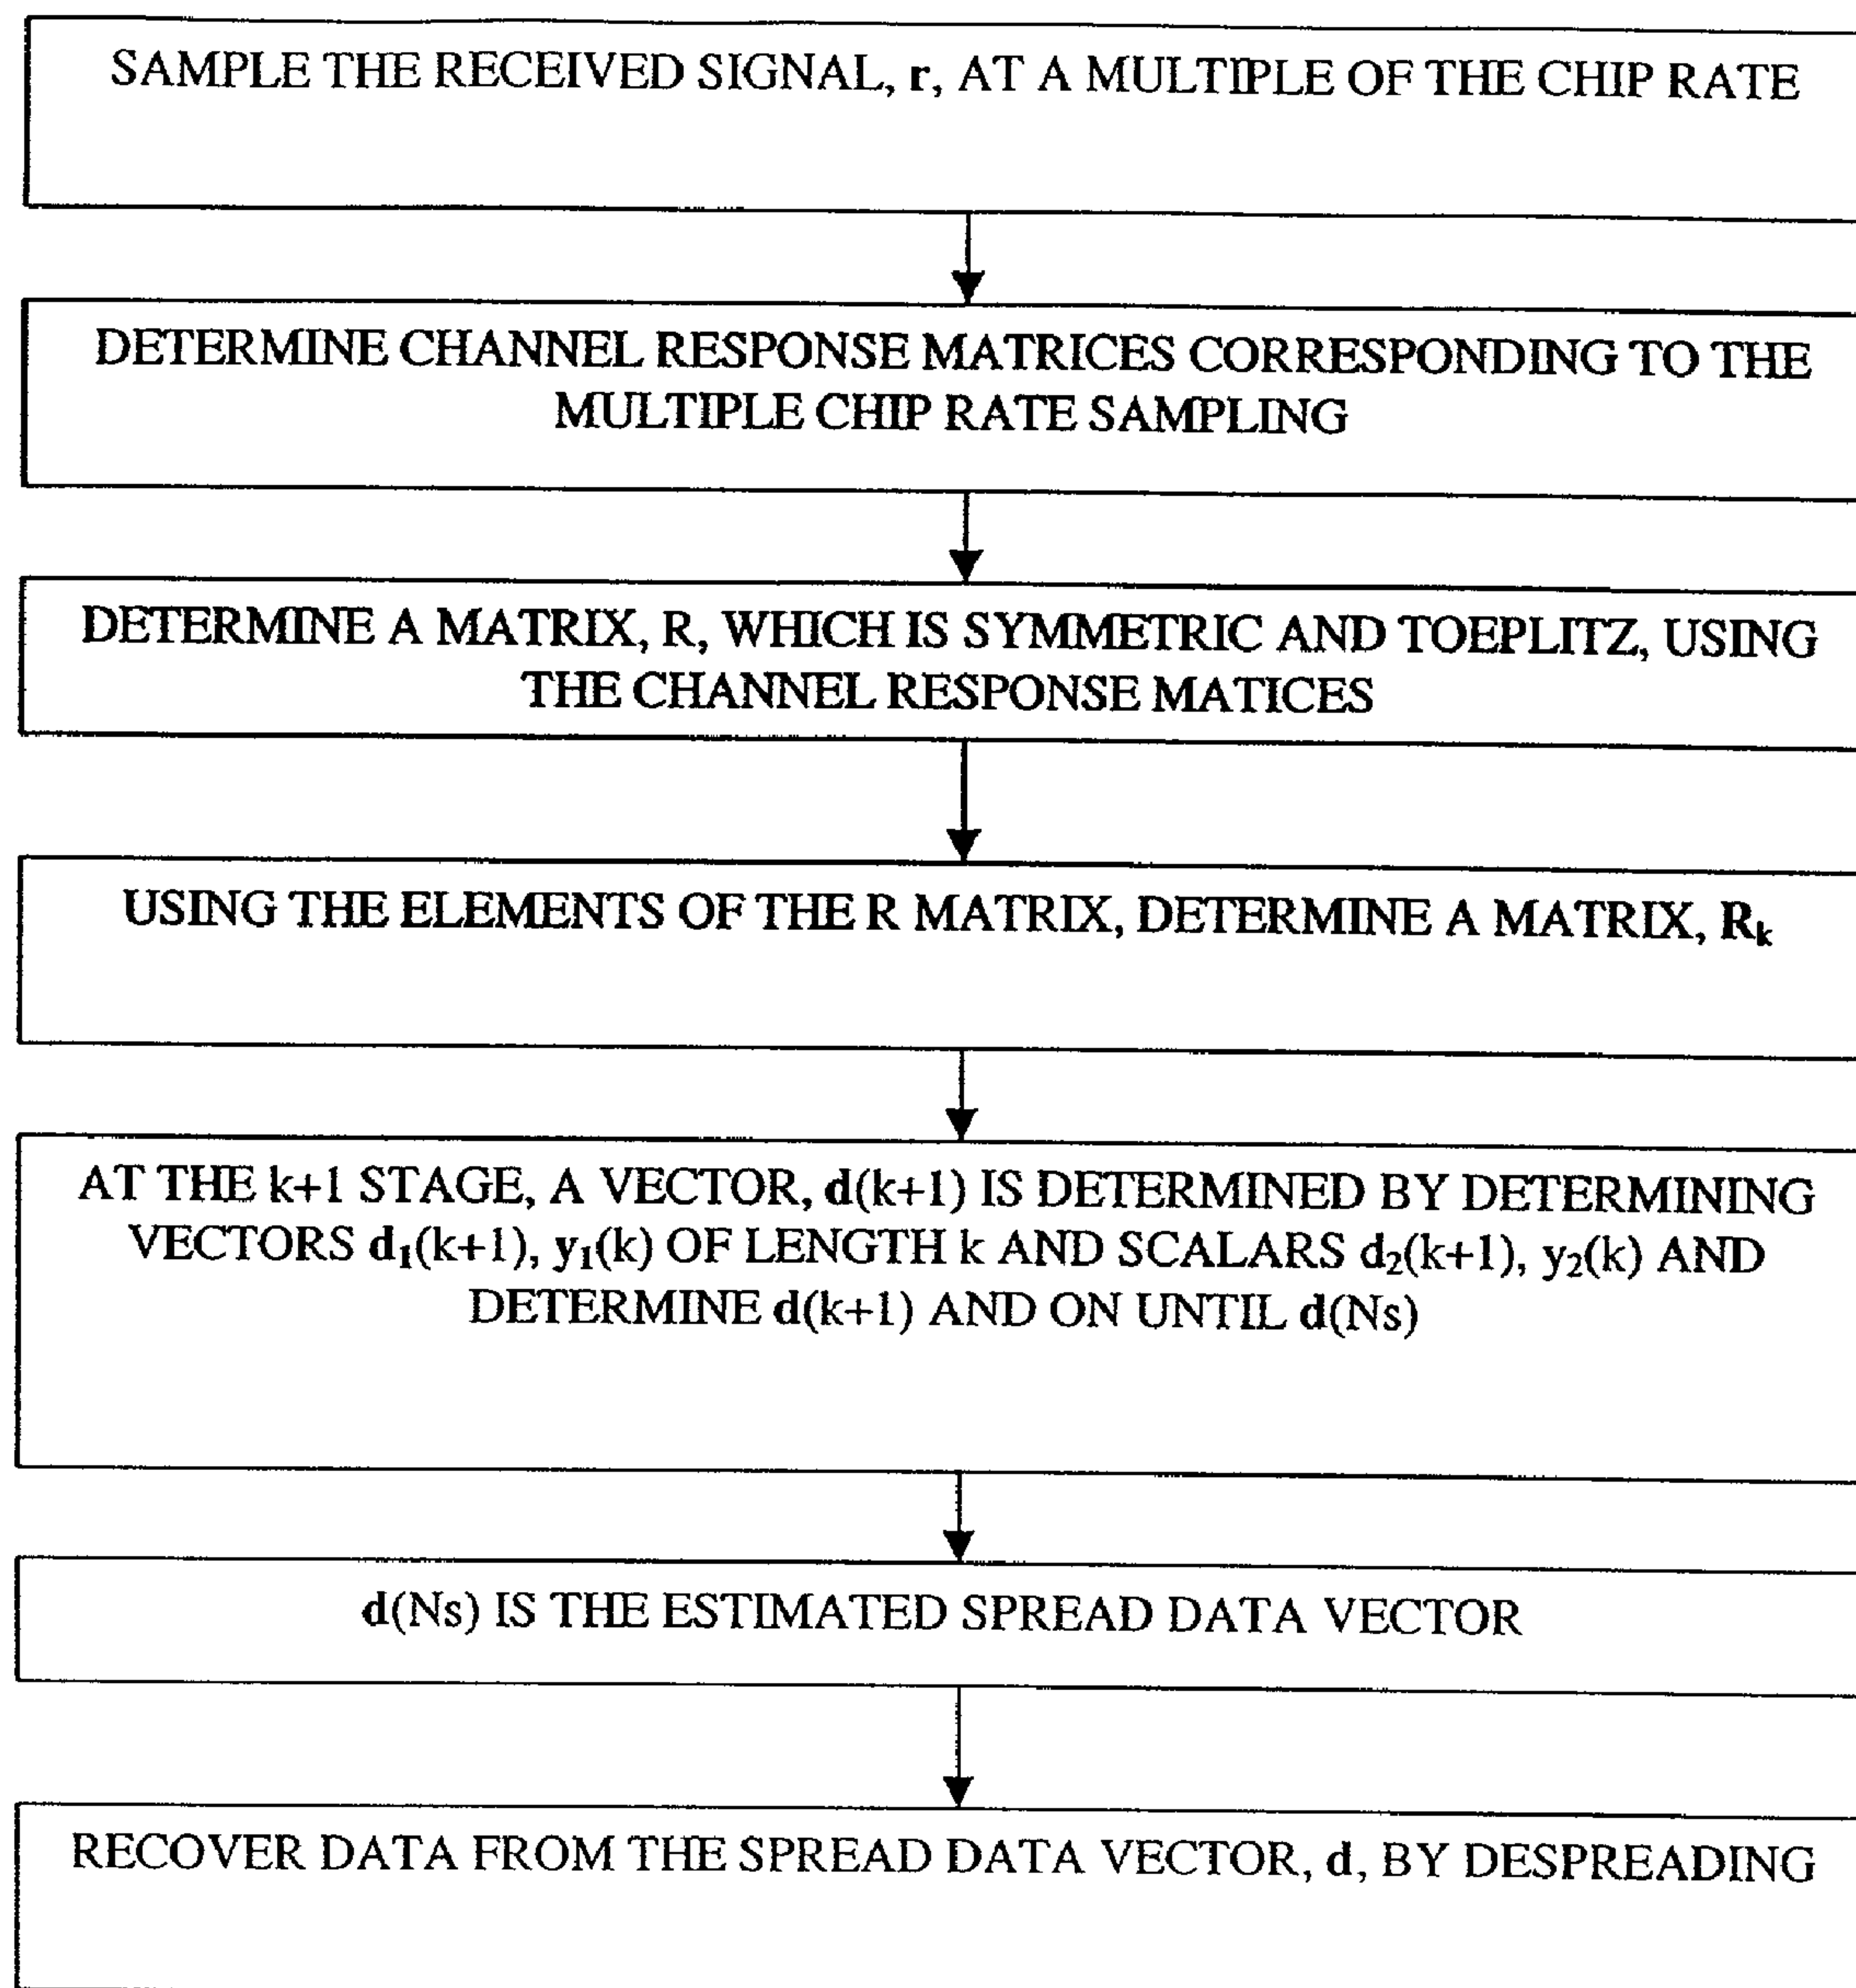 SAMPLE THE RECEIVED SIGNAL, r, AT A MULTIPLE OF THE CHIP RATE
DETERMINE CHANNEL RESPONSE MATRICES CORRESPONDING TO THE
MULTIPLE CHIP RATE SAMPLING
DETERMINE A MATRIX, R, WHICH IS SYMMETRIC AND TOEPLITZ, USING
THE CHANNEL RESPONSE MATICES
USING THE ELEMENTS OF THE R MATRIX, DETERMINE A MATRIX, Rₖ
AT THE k+1 STAGE, A VECTOR, d(k+1) IS DETERMINED BY DETERMINING
VECTORS d₁(k+1), y₁(k) OF LENGTH k AND SCALARS d₂(k+1), y₂(k) AND
DETERMINE d(k+1) AND ON UNTIL d(Ns)
d(Ns) IS THE ESTIMATED SPREAD DATA VECTOR
RECOVER DATA FROM THE SPREAD DATA VECTOR, d, BY DESPREADING